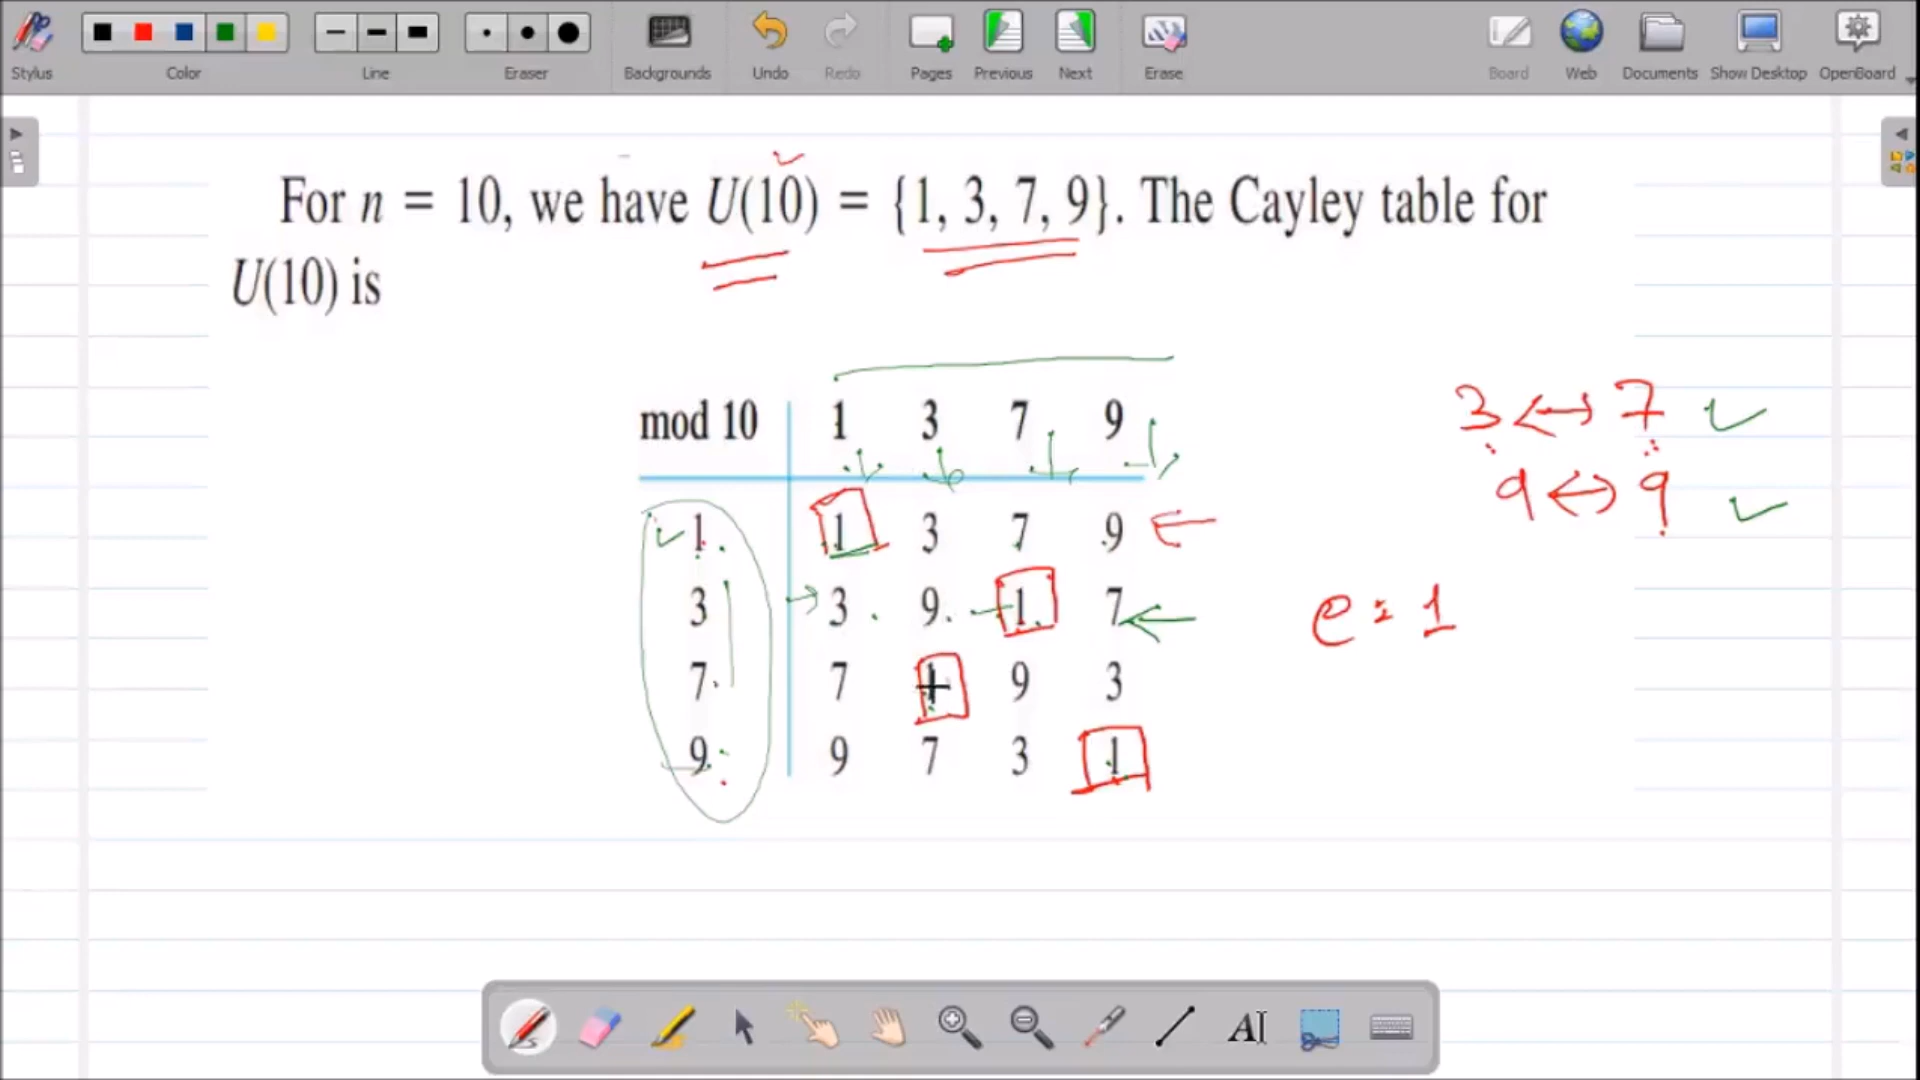 Stylus Color Line Eraser Backgrounds Undo Redo Pages Previous Next Erase Board Web Documents Show Desktop OpenBoard
For n = 10, we have U(10) = {1, 3, 7, 9}. The Cayley table for
U(10) is
mod 10 1 3 7 9
1 1 3 7 9
3 3 9 1 7
7 7 1 9 3
9 9 7 3 1
3 ↔ 7 ✓
9 ↔ 9 ✓
e = 1
AI